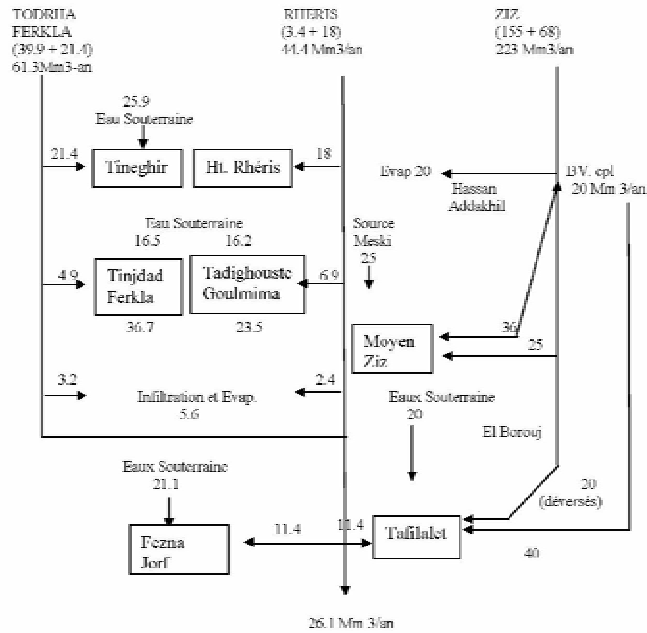 TODRHA
FERKLA
(39.9 + 21.4)
61.3Mm3-an
RHERIS
(3.4 + 18)
44.4 Mm3/an
ZIZ
(155 + 68)
223 Mm3/an
25.9
Eau Souterraine
21.4
Tineghir
Ht. Rhéris
18
Evap 20
Hassan
Addakhil
BV. cpl
20 Mm 3/an
Eau Souterraine
16.5
16.2
Source
Meski
25
4.9
Tinjdad
Ferkla
Tadighouste
Goulmima
6.9
36.7
23.5
36
Moyen
Ziz
25
3.2
Infiltration et Evap.
5.6
2.4
Eaux Souterraine
20
El Borouj
Eaux Souterraine
21.1
20
(déversés)
Fezna
Jorf
11.4
11.4
Tafilalet
40
26.1 Mm 3/an